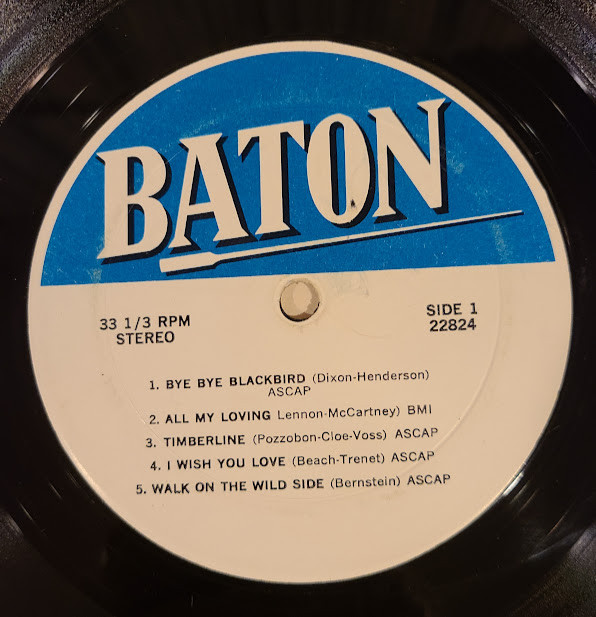 BATON
33 1/3 RPM
STEREO
SIDE 1
22824
1. BYE BYE BLACKBIRD (Dixon-Henderson)
ASCAP
2. ALL MY LOVING Lennon-McCartney) BMI
3. TIMBERLINE (Pozzobon-Cloe-Voss) ASCAP
4. I WISH YOU LOVE (Beach-Trenet) ASCAP
5. WALK ON THE WILD SIDE (Bernstein) ASCAP